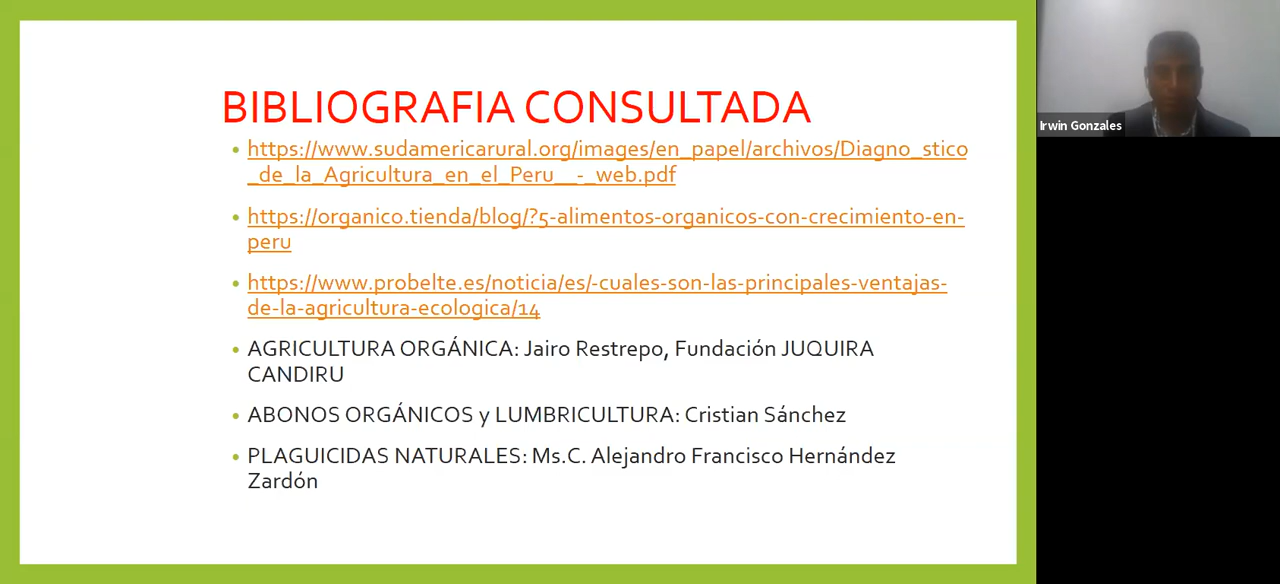 BIBLIOGRAFIA CONSULTADA
• https://www.sudamericarural.org/images/en_papel/archivos/Diagno_stico
_de_la_Agricultura_en_el_Peru__-_web.pdf
• https://organico.tienda/blog/?5-alimentos-organicos-con-crecimiento-en-
peru
• https://www.probelte.es/noticia/es/-cuales-son-las-principales-ventajas-
de-la-agricultura-ecologica/14
• AGRICULTURA ORGÁNICA: Jairo Restrepo, Fundación JUQUIRA
CANDIRU
• ABONOS ORGÁNICOS y LUMBRICULTURA: Cristian Sánchez
• PLAGUICIDAS NATURALES: Ms.C. Alejandro Francisco Hernández
Zardón
Irwin Gonzales